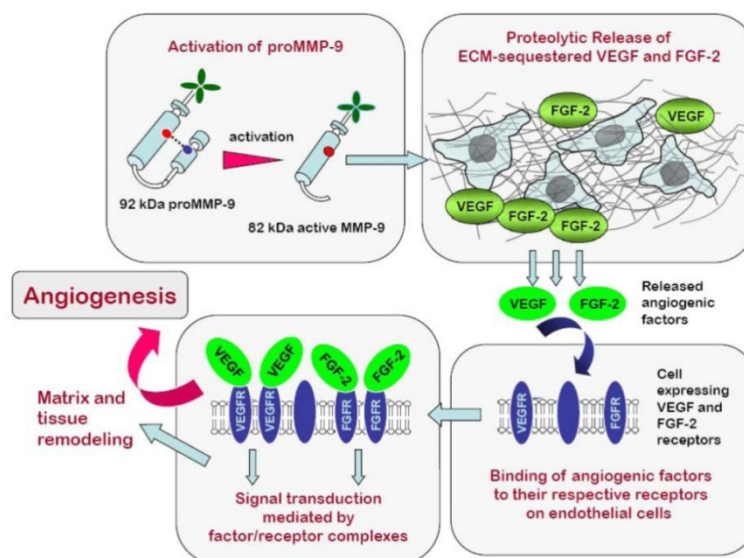 Activation of proMMP-9
activation
92 kDa proMMP-9
82 kDa active MMP-9
Proteolytic Release of
ECM-sequestered VEGF and FGF-2
FGF-2
VEGF
VEGF
FGF-2
FGF-2
VEGF
FGF-2
Released
angiogenic
factors
Cell
expressing
VEGF and
FGF-2
receptors
VEGFR
FGFR
Binding of angiogenic factors
to their respective receptors
on endothelial cells
VEGF
VEGF
FGF-2
FGF-2
VEGFR
VEGFR
FGFR
FGFR
Signal transduction
mediated by
factor/receptor complexes
Angiogenesis
Matrix and
tissue
remodeling